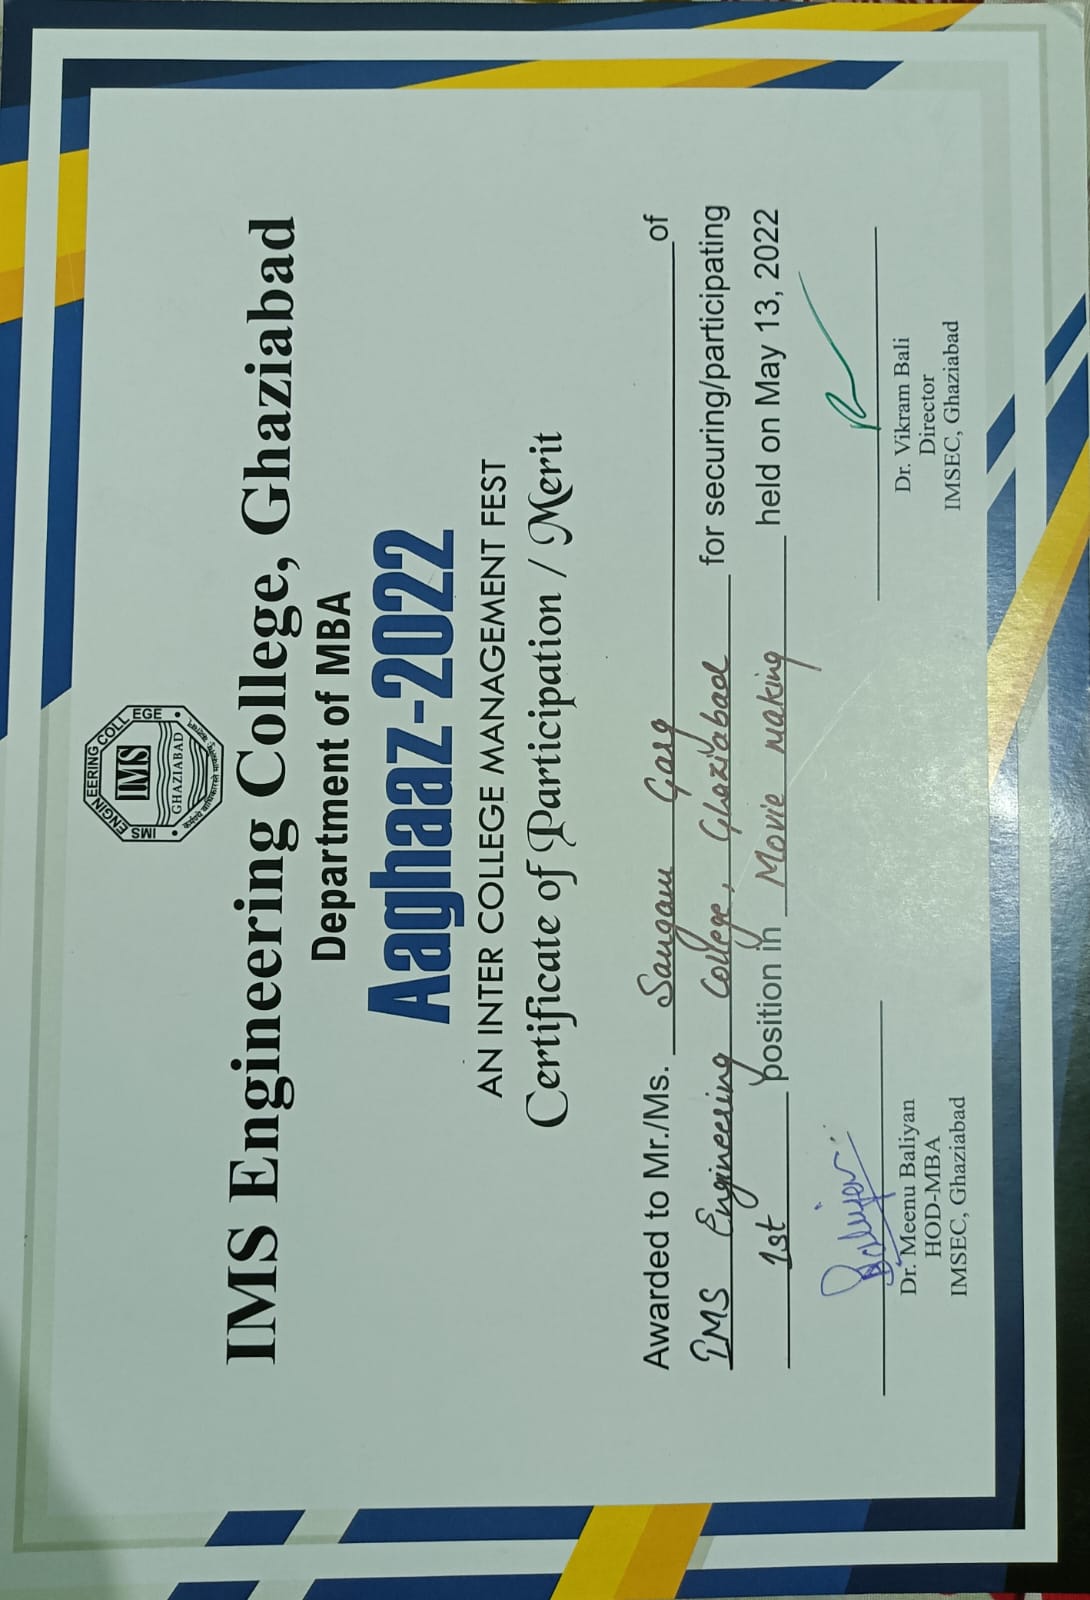 IMS ENGINEERING COLLEGE
IMS
GHAZIABAD
IMS Engineering College, Ghaziabad
Department of MBA
Aaghaaz-2022
AN INTER COLLEGE MANAGEMENT FEST
Certificate of Participation / Merit
Awarded to Mr./Ms. Sangam Garg of
IMS Engineering College, Ghaziabad for securing/participating
1st position in Movie making held on May 13, 2022
Baliyan
Dr. Meenu Baliyan
HOD-MBA
IMSEC, Ghaziabad
Dr. Vikram Bali
Director
IMSEC, Ghaziabad